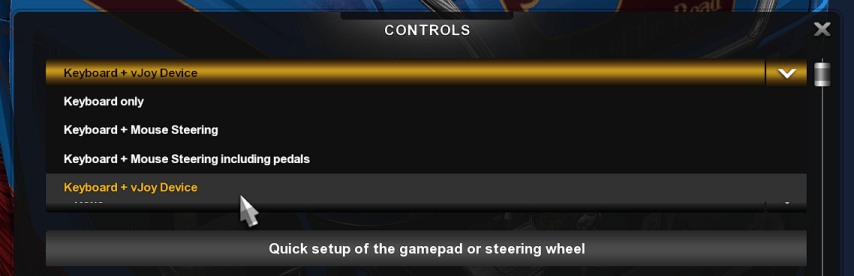 Road
CONTROLS
Keyboard + vJoy Device
Keyboard only
Keyboard + Mouse Steering
Keyboard + Mouse Steering including pedals
Keyboard + vJoy Device
Quick setup of the gamepad or steering wheel